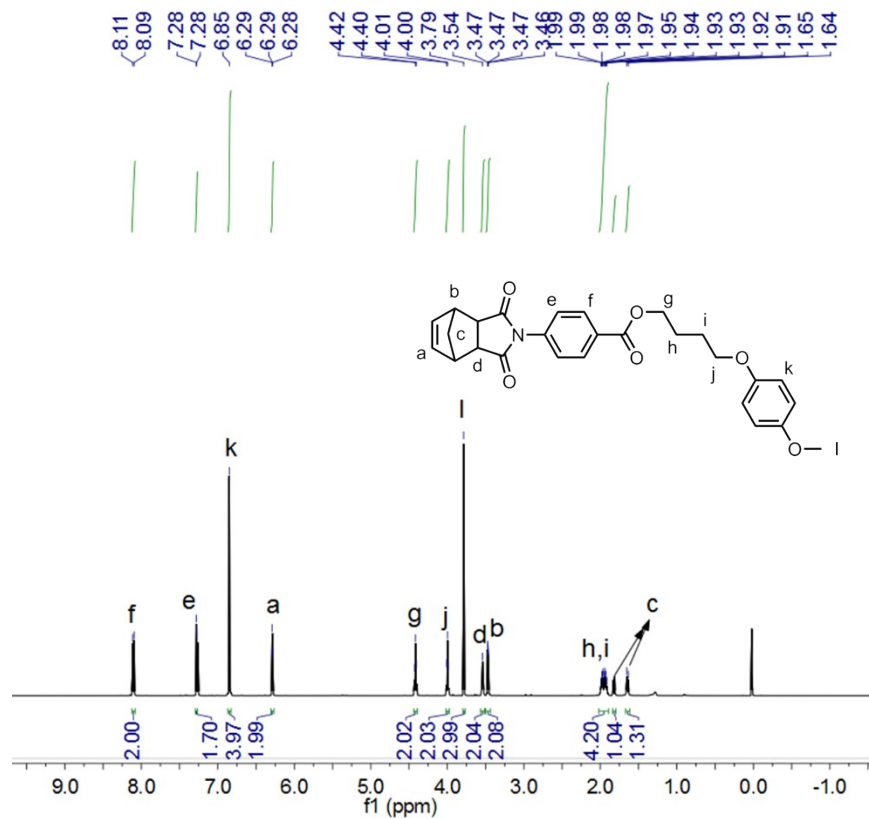 8.11 8.09 7.28 7.28 6.85 6.29 6.29 6.28 4.42 4.40 4.01 4.00 3.79 3.54 3.47 3.47 3.47 3.46 1.99 1.99 1.98 1.98 1.97 1.95 1.94 1.93 1.93 1.92 1.91 1.65 1.64
b O e f O g i
c N h O k
a d O O j
O l
l
k
f e a g j d b h,i c
2.00 1.70 3.97 1.99 2.02 2.03 2.99 2.04 2.08 4.20 1.04 1.31
9.0 8.0 7.0 6.0 5.0 4.0 3.0 2.0 1.0 0.0 -1.0
f1 (ppm)